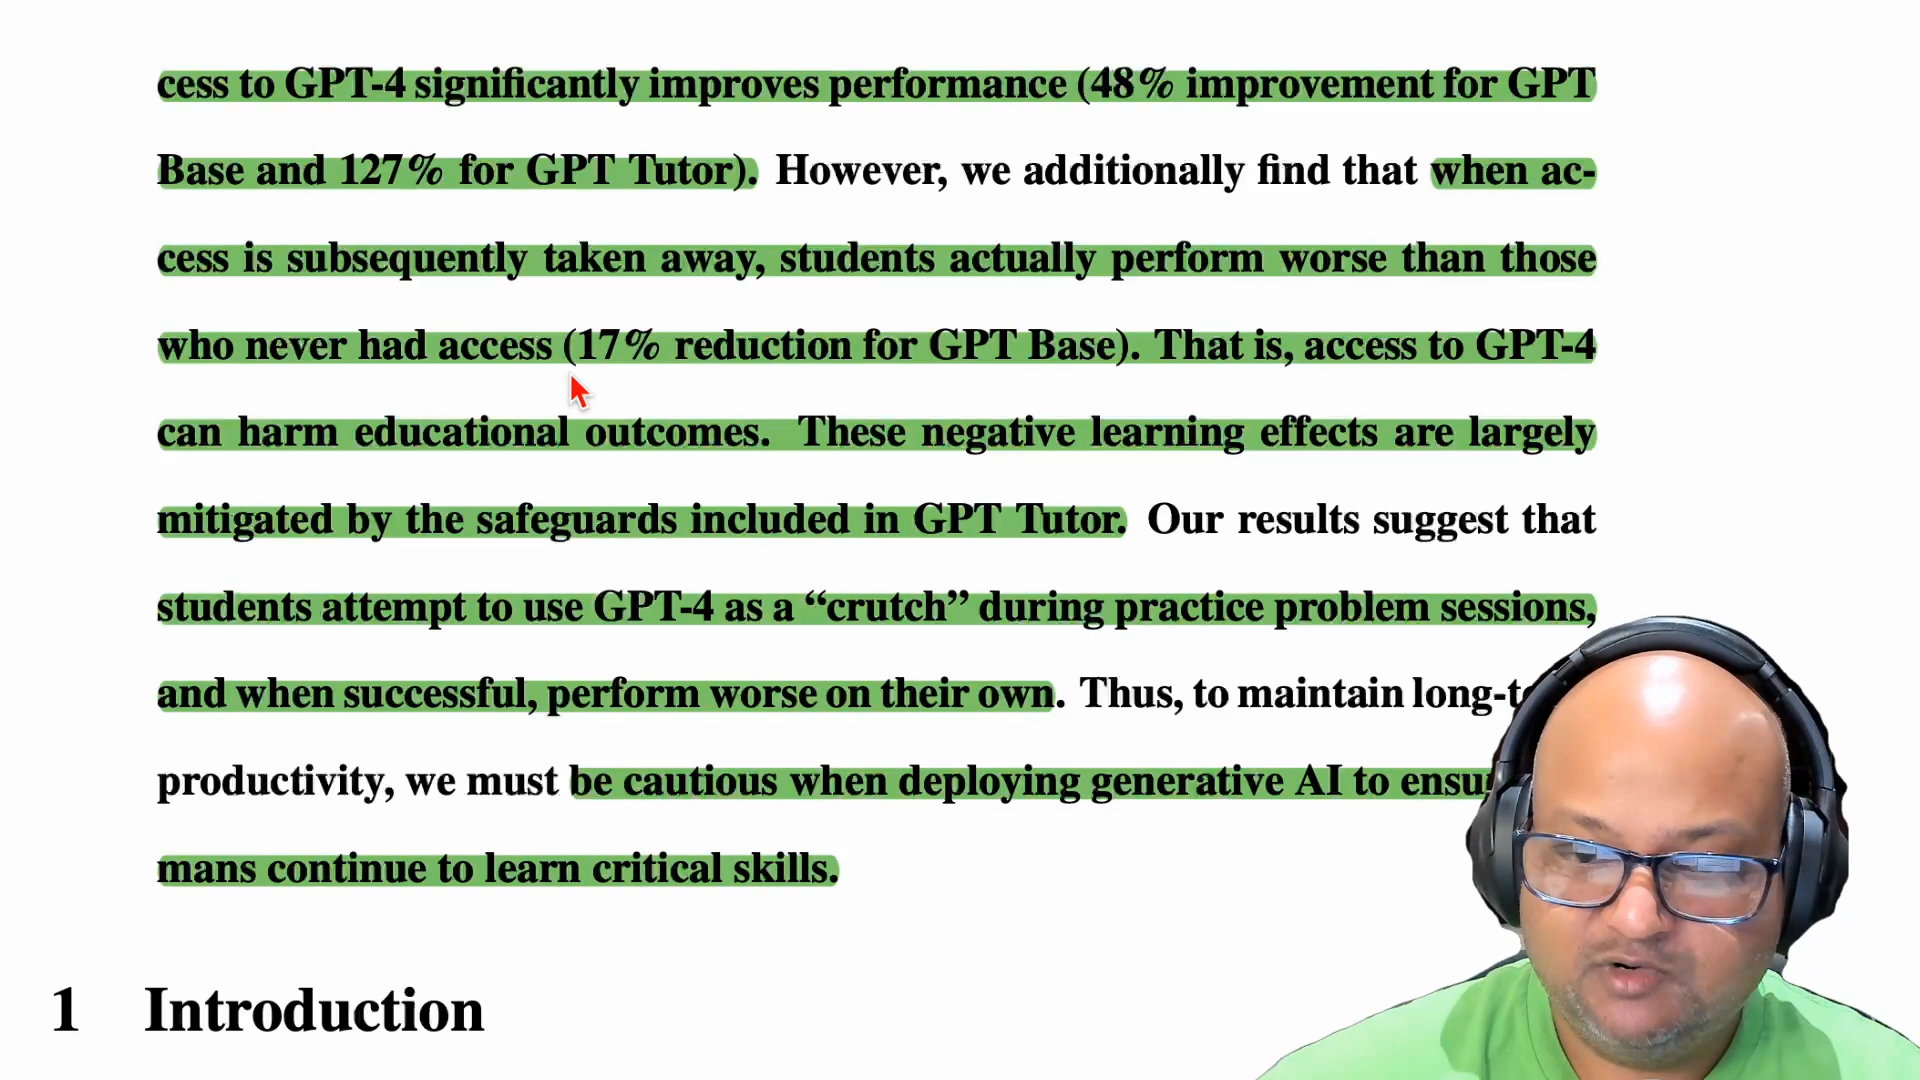 cess to GPT-4 significantly improves performance (48% improvement for GPT
Base and 127% for GPT Tutor). However, we additionally find that when ac-
cess is subsequently taken away, students actually perform worse than those
who never had access (17% reduction for GPT Base). That is, access to GPT-4
can harm educational outcomes. These negative learning effects are largely
mitigated by the safeguards included in GPT Tutor. Our results suggest that
students attempt to use GPT-4 as a “crutch” during practice problem sessions,
and when successful, perform worse on their own. Thus, to maintain
productivity, we must be cautious when deploying generative AI to
mans continue to learn critical skills.
1 Introduction